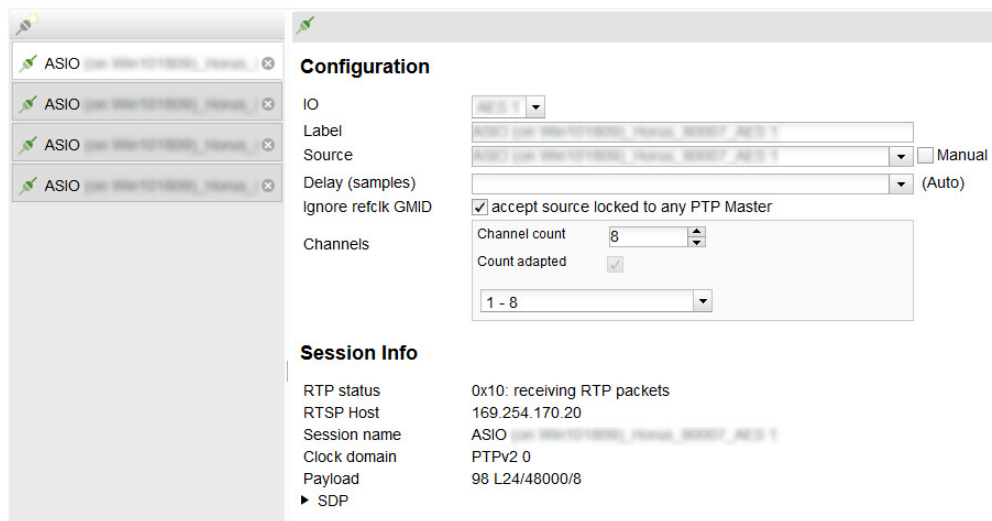 ASIO
ASIO
ASIO
ASIO
Configuration
IO
Label
Source Manual
Delay (samples) (Auto)
Ignore refclk GMID accept source locked to any PTP Master
Channels
Channel count 8
Count adapted
1 - 8
Session Info
RTP status 0x10: receiving RTP packets
RTSP Host 169.254.170.20
Session name ASIO
Clock domain PTPv2 0
Payload 98 L24/48000/8
SDP